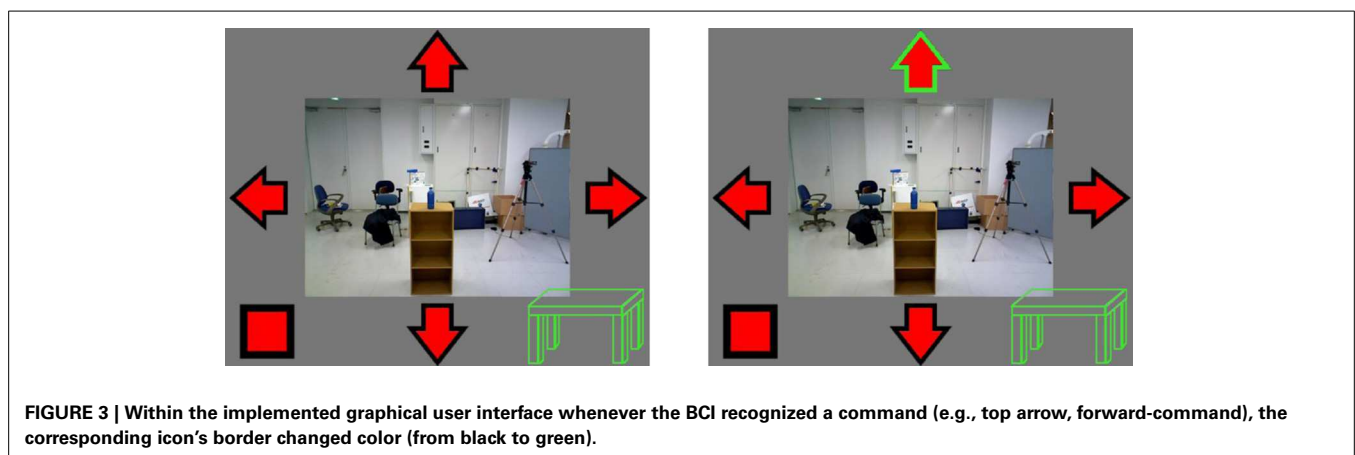 FIGURE 3 | Within the implemented graphical user interface whenever the BCI recognized a command (e.g., top arrow, forward-command), the
corresponding icon's border changed color (from black to green).